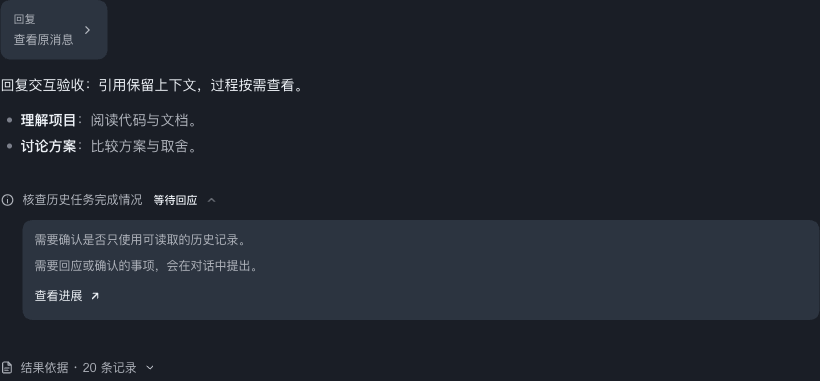 回复
查看原消息
回复交互验收：引用保留上下文，过程按需查看。
理解项目：阅读代码与文档。
讨论方案：比较方案与取舍。
核查历史任务完成情况 等待回应
需要确认是否只使用可读取的历史记录。
需要回应或确认的事项，会在对话中提出。
查看进展
结果依据 · 20 条记录